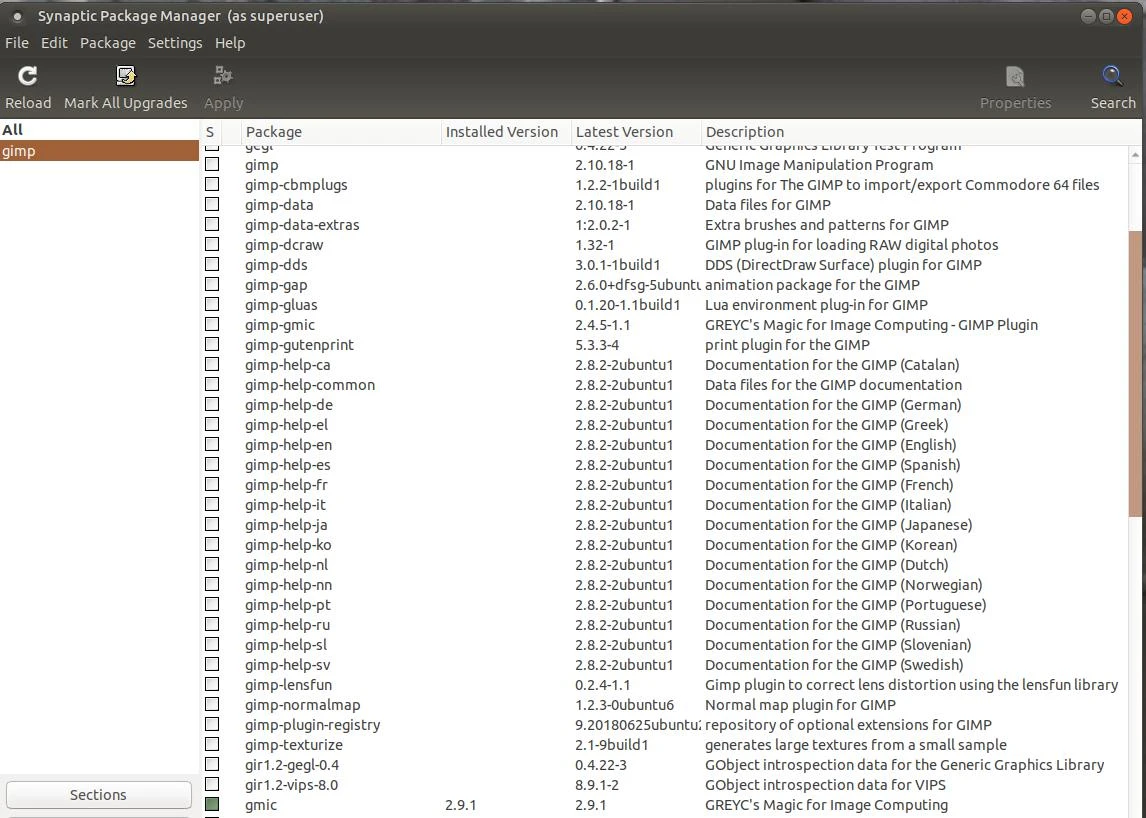 Synaptic Package Manager (as superuser)
File Edit Package Settings Help
Reload Mark All Upgrades Apply Properties Search
All
gimp
S Package Installed Version Latest Version Description
gegl 0.4.22-3 Generic Graphics Library Test Program
gimp 2.10.18-1 GNU Image Manipulation Program
gimp-cbmplugs 1.2.2-1build1 plugins for The GIMP to import/export Commodore 64 files
gimp-data 2.10.18-1 Data files for GIMP
gimp-data-extras 1:2.0.2-1 Extra brushes and patterns for GIMP
gimp-dcraw 1.32-1 GIMP plug-in for loading RAW digital photos
gimp-dds 3.0.1-1build1 DDS (DirectDraw Surface) plugin for GIMP
gimp-gap 2.6.0+dfsg-5ubuntu animation package for the GIMP
gimp-gluas 0.1.20-1.1build1 Lua environment plug-in for GIMP
gimp-gmic 2.4.5-1.1 GREYC's Magic for Image Computing - GIMP Plugin
gimp-gutenprint 5.3.3-4 print plugin for the GIMP
gimp-help-ca 2.8.2-2ubuntu1 Documentation for the GIMP (Catalan)
gimp-help-common 2.8.2-2ubuntu1 Data files for the GIMP documentation
gimp-help-de 2.8.2-2ubuntu1 Documentation for the GIMP (German)
gimp-help-el 2.8.2-2ubuntu1 Documentation for the GIMP (Greek)
gimp-help-en 2.8.2-2ubuntu1 Documentation for the GIMP (English)
gimp-help-es 2.8.2-2ubuntu1 Documentation for the GIMP (Spanish)
gimp-help-fr 2.8.2-2ubuntu1 Documentation for the GIMP (French)
gimp-help-it 2.8.2-2ubuntu1 Documentation for the GIMP (Italian)
gimp-help-ja 2.8.2-2ubuntu1 Documentation for the GIMP (Japanese)
gimp-help-ko 2.8.2-2ubuntu1 Documentation for the GIMP (Korean)
gimp-help-nl 2.8.2-2ubuntu1 Documentation for the GIMP (Dutch)
gimp-help-nn 2.8.2-2ubuntu1 Documentation for the GIMP (Norwegian)
gimp-help-pt 2.8.2-2ubuntu1 Documentation for the GIMP (Portuguese)
gimp-help-ru 2.8.2-2ubuntu1 Documentation for the GIMP (Russian)
gimp-help-sl 2.8.2-2ubuntu1 Documentation for the GIMP (Slovenian)
gimp-help-sv 2.8.2-2ubuntu1 Documentation for the GIMP (Swedish)
gimp-lensfun 0.2.4-1.1 Gimp plugin to correct lens distortion using the lensfun library
gimp-normalmap 1.2.3-0ubuntu6 Normal map plugin for GIMP
gimp-plugin-registry 9.20180625ubuntu2 repository of optional extensions for GIMP
gimp-texturize 2.1-9build1 generates large textures from a small sample
gir1.2-gegl-0.4 0.4.22-3 GObject introspection data for the Generic Graphics Library
gir1.2-vips-8.0 8.9.1-2 GObject introspection data for VIPS
Sections
gmic 2.9.1 2.9.1 GREYC's Magic for Image Computing